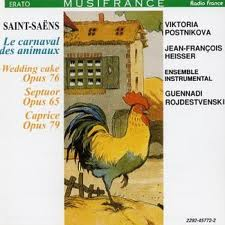 ERATO
MUSIFRANCE
Radio France
SAINT-SAËNS
Le carnaval
des animaux
Wedding cake
Opus 76
Septuor
Opus 65
Caprice
Opus 79
VIKTORIA
POSTNIKOVA
JEAN-FRANÇOIS
HEISSER
ENSEMBLE
INSTRUMENTAL
GUENNADI
ROJDESTVENSKI
2292-45772-2